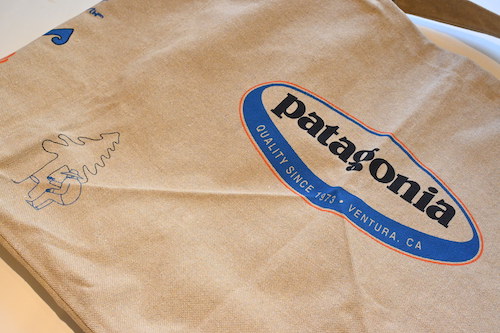 patagonia
QUALITY SINCE 1973 • VENTURA, CA